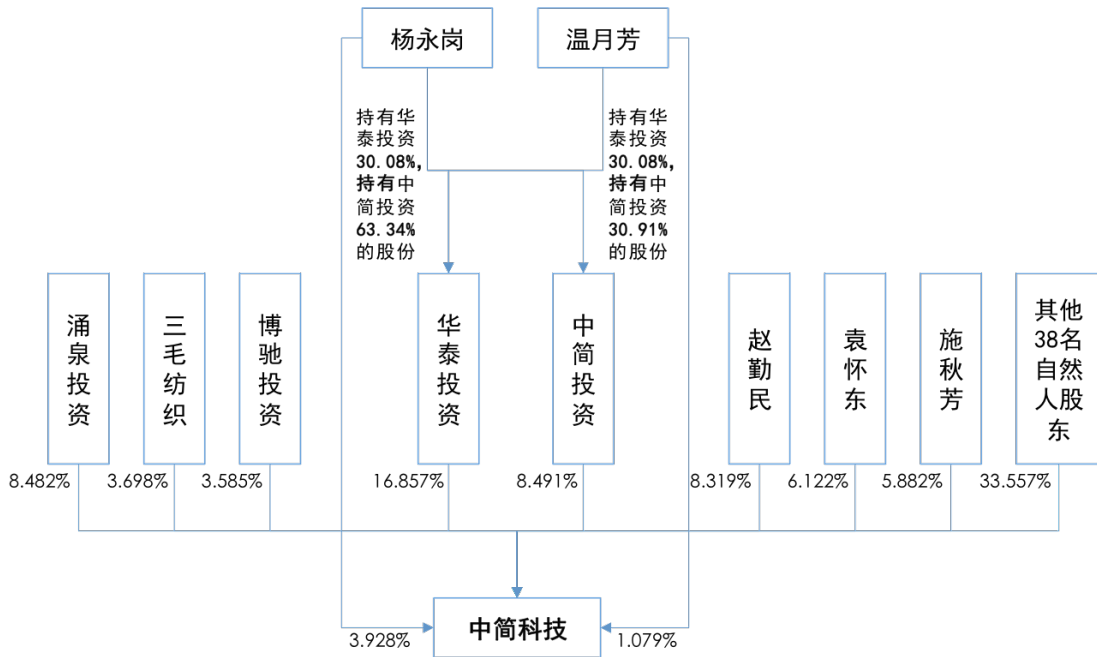 杨永岗
温月芳
持有华
泰投资
30.08%,
持有中
简投资
63.34%
的股份
持有华
泰投资
30.08%,
持有中
简投资
30.91%
的股份
涌泉投资
三毛纺织
博驰投资
华泰投资
中简投资
赵勤民
袁怀东
施秋芳
其他
38名
自然
人股
东
8.482%
3.698%
3.585%
16.857%
8.491%
8.319%
6.122%
5.882%
33.557%
中简科技
3.928%
1.079%